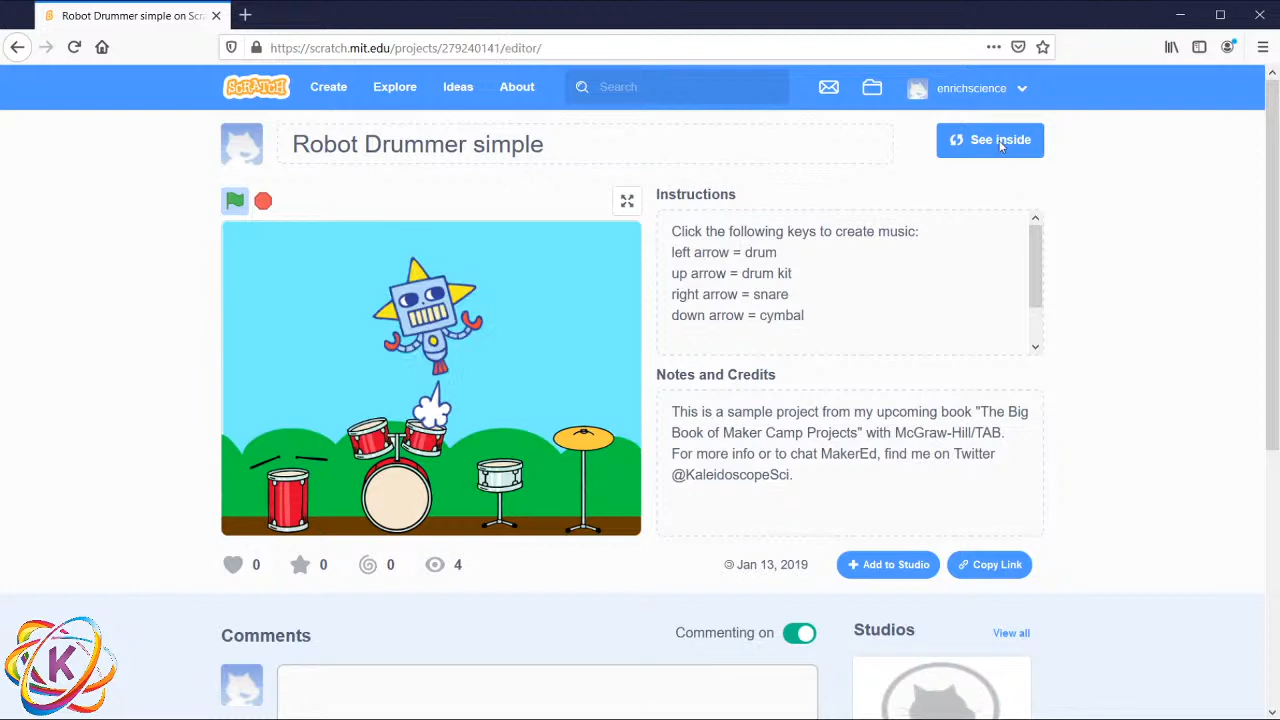 Robot Drummer simple on Scr
https://scratch.mit.edu/projects/279240141/editor/
SCRATCH
Create
Explore
Ideas
About
Search
enrichscience
Robot Drummer simple
See inside
Instructions
Click the following keys to create music:
left arrow = drum
up arrow = drum kit
right arrow = snare
down arrow = cymbal
Notes and Credits
This is a sample project from my upcoming book "The Big
Book of Maker Camp Projects" with McGraw-Hill/TAB.
For more info or to chat MakerEd, find me on Twitter
@KaleidoscopeSci.
0
0
0
4
© Jan 13, 2019
Add to Studio
Copy Link
Comments
Commenting on
Studios
View all
K